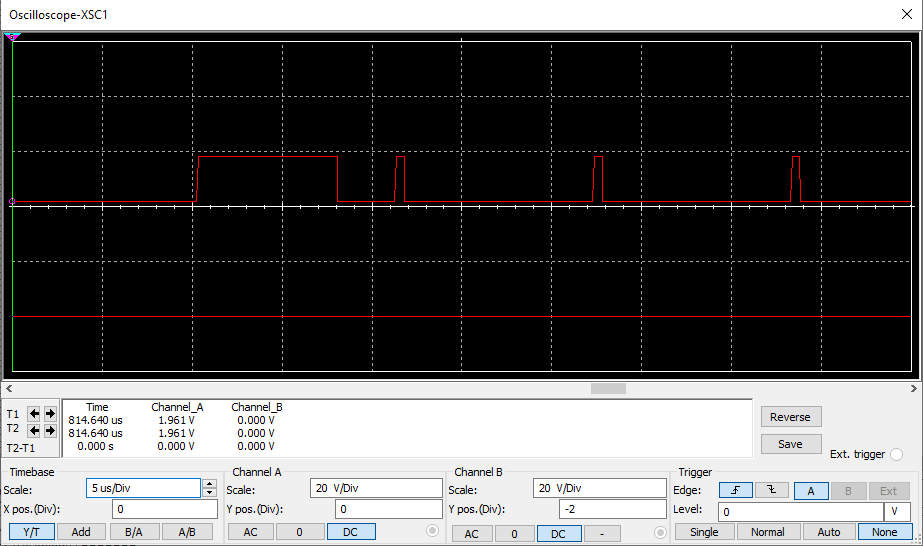 Oscilloscope-XSC1
T1
T2
T2-T1
Time Channel_A Channel_B
814.640 us 1.961 V 0.000 V
814.640 us 1.961 V 0.000 V
0.000 s 0.000 V 0.000 V
Reverse
Save
Ext. trigger
Timebase
Scale: 5 us/Div
X pos.(Div): 0
Y/T Add B/A A/B
Channel A
Scale: 20 V/Div
Y pos.(Div): 0
AC 0 DC
Channel B
Scale: 20 V/Div
Y pos.(Div): -2
AC 0 DC -
Trigger
Edge: A B Ext
Level: 0 V
Single Normal Auto None